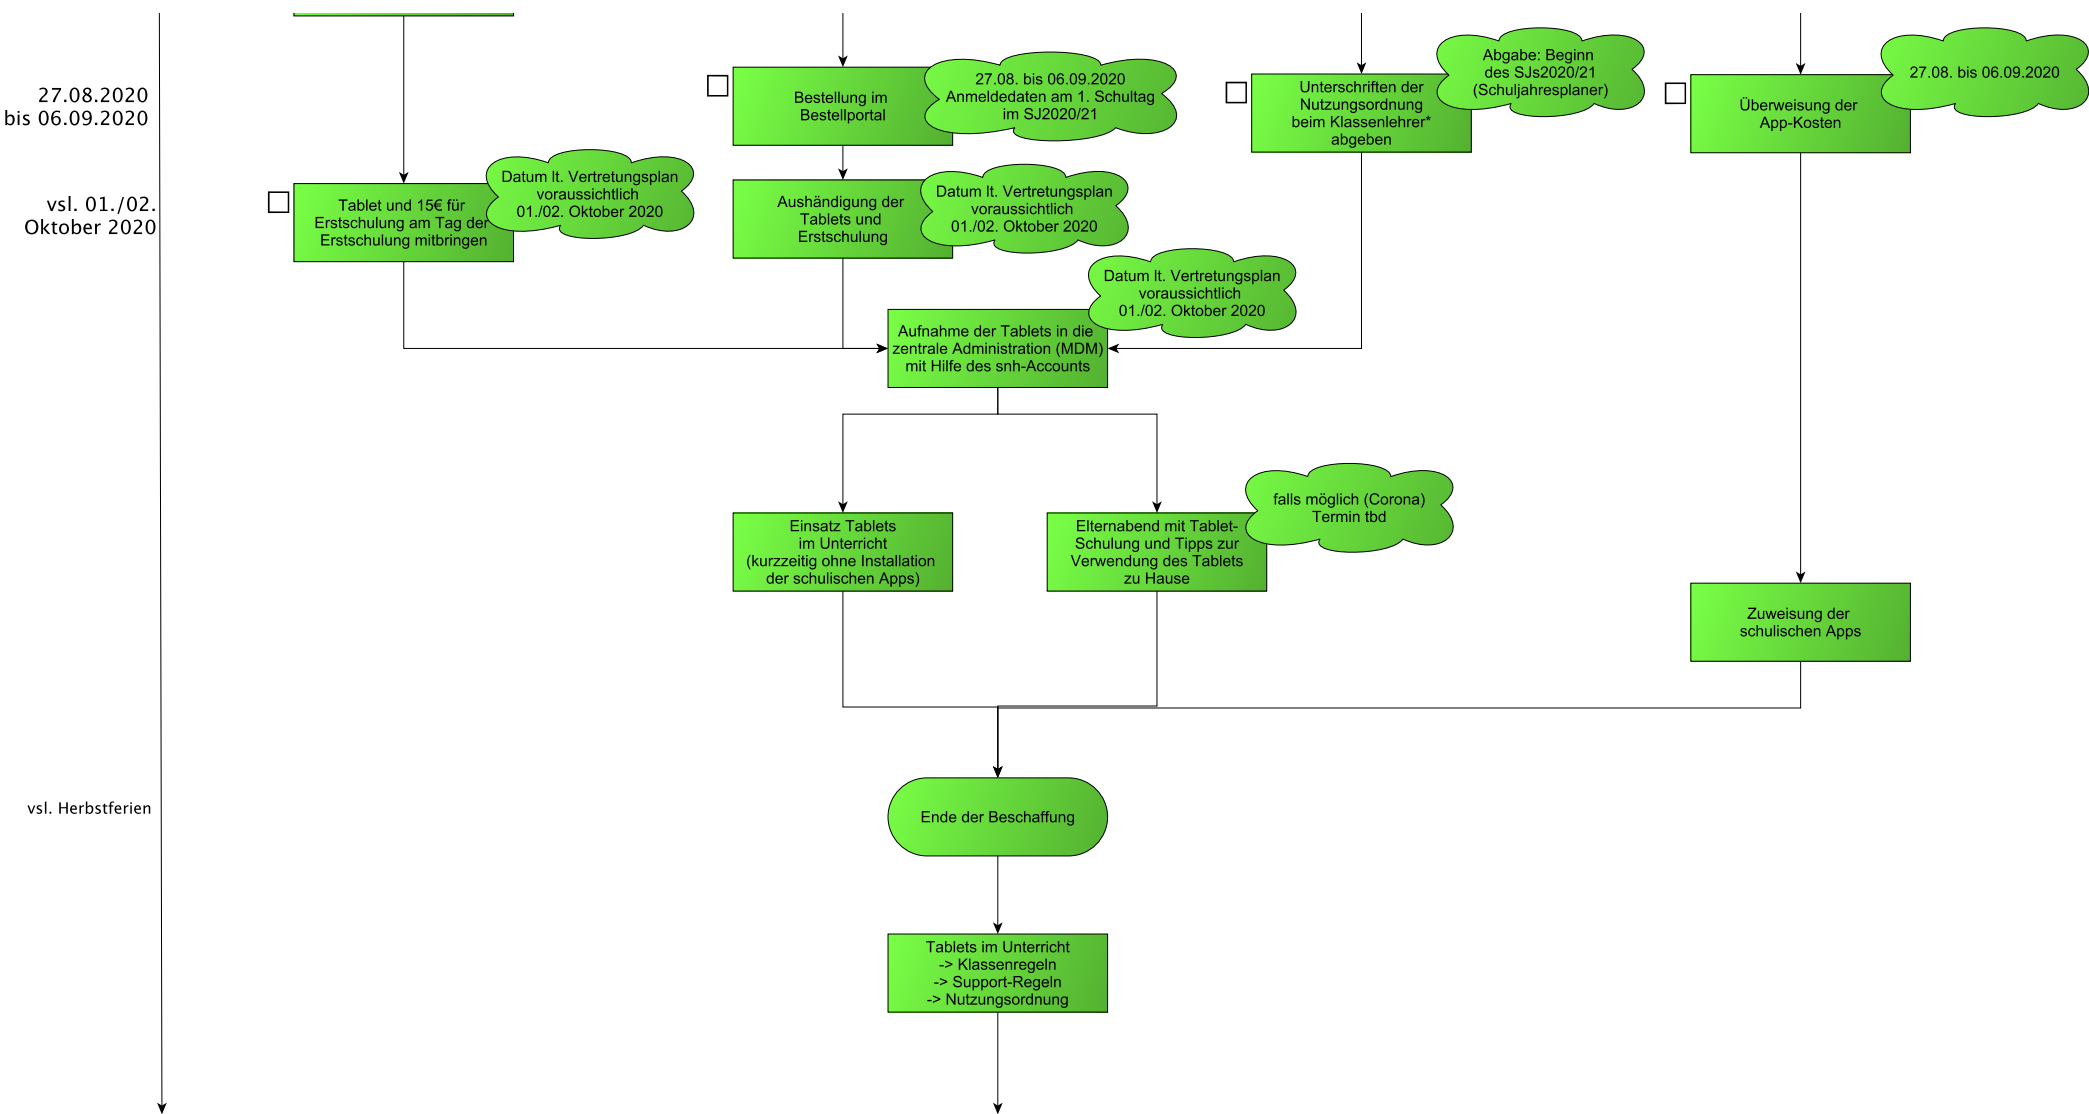 27.08.2020
bis 06.09.2020
Bestellung im
Bestellportal
27.08. bis 06.09.2020
Anmeldedaten am 1. Schultag
im SJ2020/21
Unterschriften der
Nutzungsordnung
beim Klassenlehrer*
abgeben
Abgabe: Beginn
des SJs2020/21
(Schuljahresplaner)
Überweisung der
App-Kosten
27.08. bis 06.09.2020
vsl. 01./02.
Oktober 2020
Tablet und 15€ für
Erstschulung am Tag der
Erstschulung mitbringen
Datum lt. Vertretungsplan
voraussichtlich
01./02. Oktober 2020
Aushändigung der
Tablets und
Erstschulung
Datum lt. Vertretungsplan
voraussichtlich
01./02. Oktober 2020
Datum lt. Vertretungsplan
voraussichtlich
01./02. Oktober 2020
Aufnahme der Tablets in die
zentrale Administration (MDM)
mit Hilfe des snh-Accounts
Einsatz Tablets
im Unterricht
(kurzzeitig ohne Installation
der schulischen Apps)
Elternabend mit Tablet-
Schulung und Tipps zur
Verwendung des Tablets
zu Hause
falls möglich (Corona)
Termin tbd
Zuweisung der
schulischen Apps
vsl. Herbstferien
Ende der Beschaffung
Tablets im Unterricht
-> Klassenregeln
-> Support-Regeln
-> Nutzungsordnung